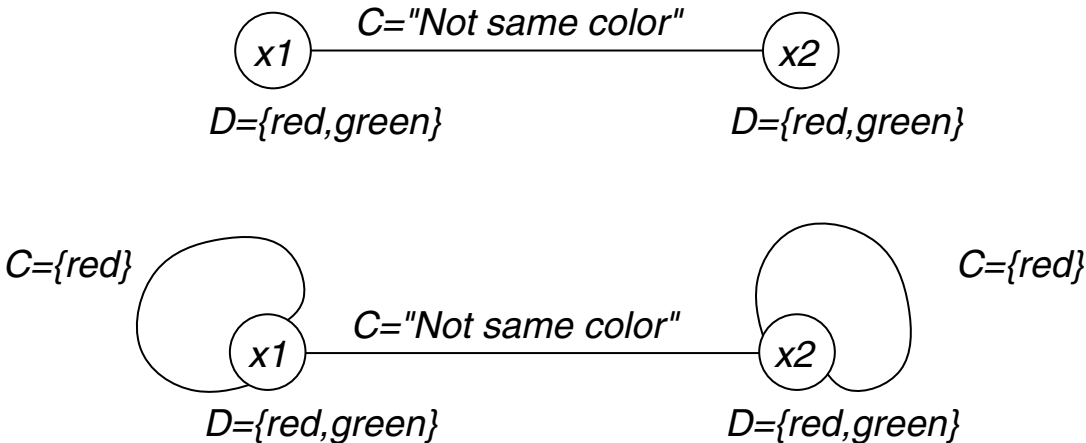 C="Not same color"
x1
x2
D={red,green}
D={red,green}
C={red}
C={red}
C="Not same color"
x1
x2
D={red,green}
D={red,green}